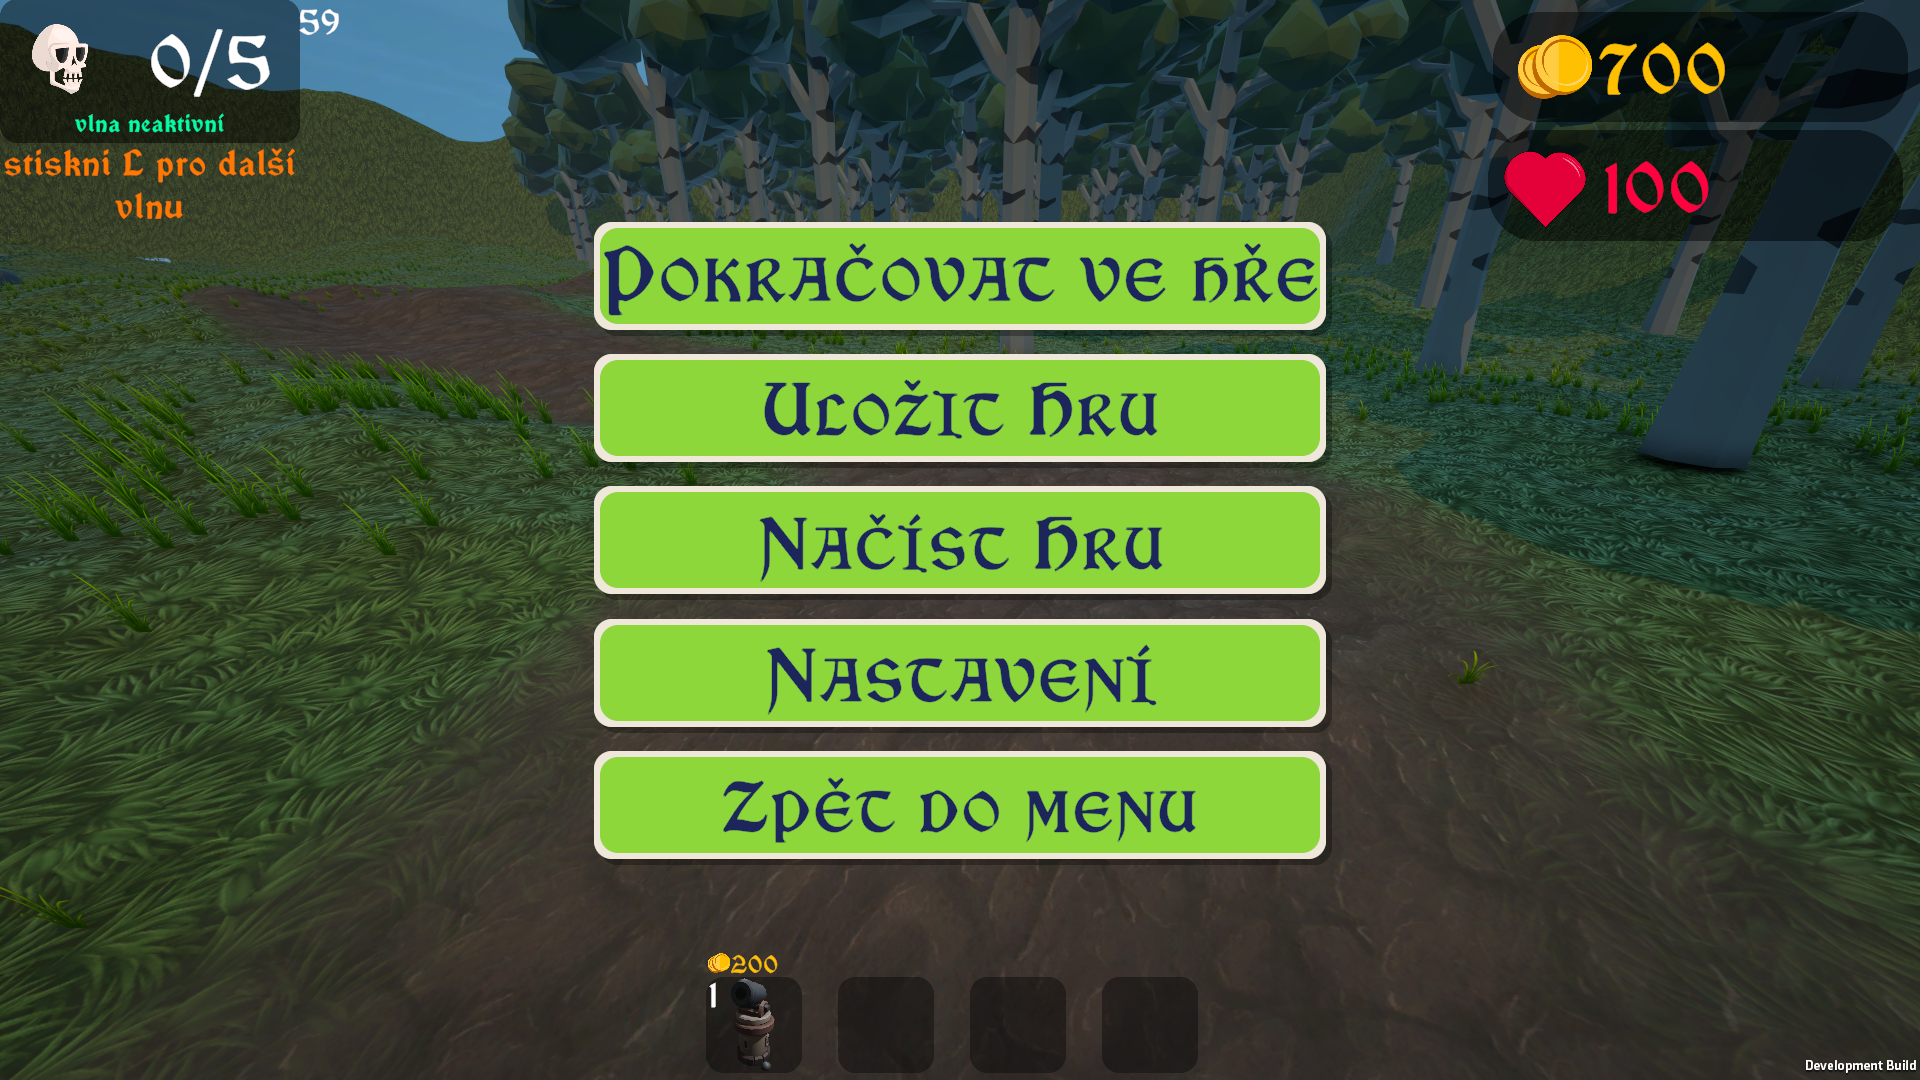 0/5
59
vlna neaktivní
stiskni L pro další
vlnu
700
100
Pokračovat ve hře
Uložit Hru
Načíst Hru
Nastavení
Zpět do menu
200
1
Development Build